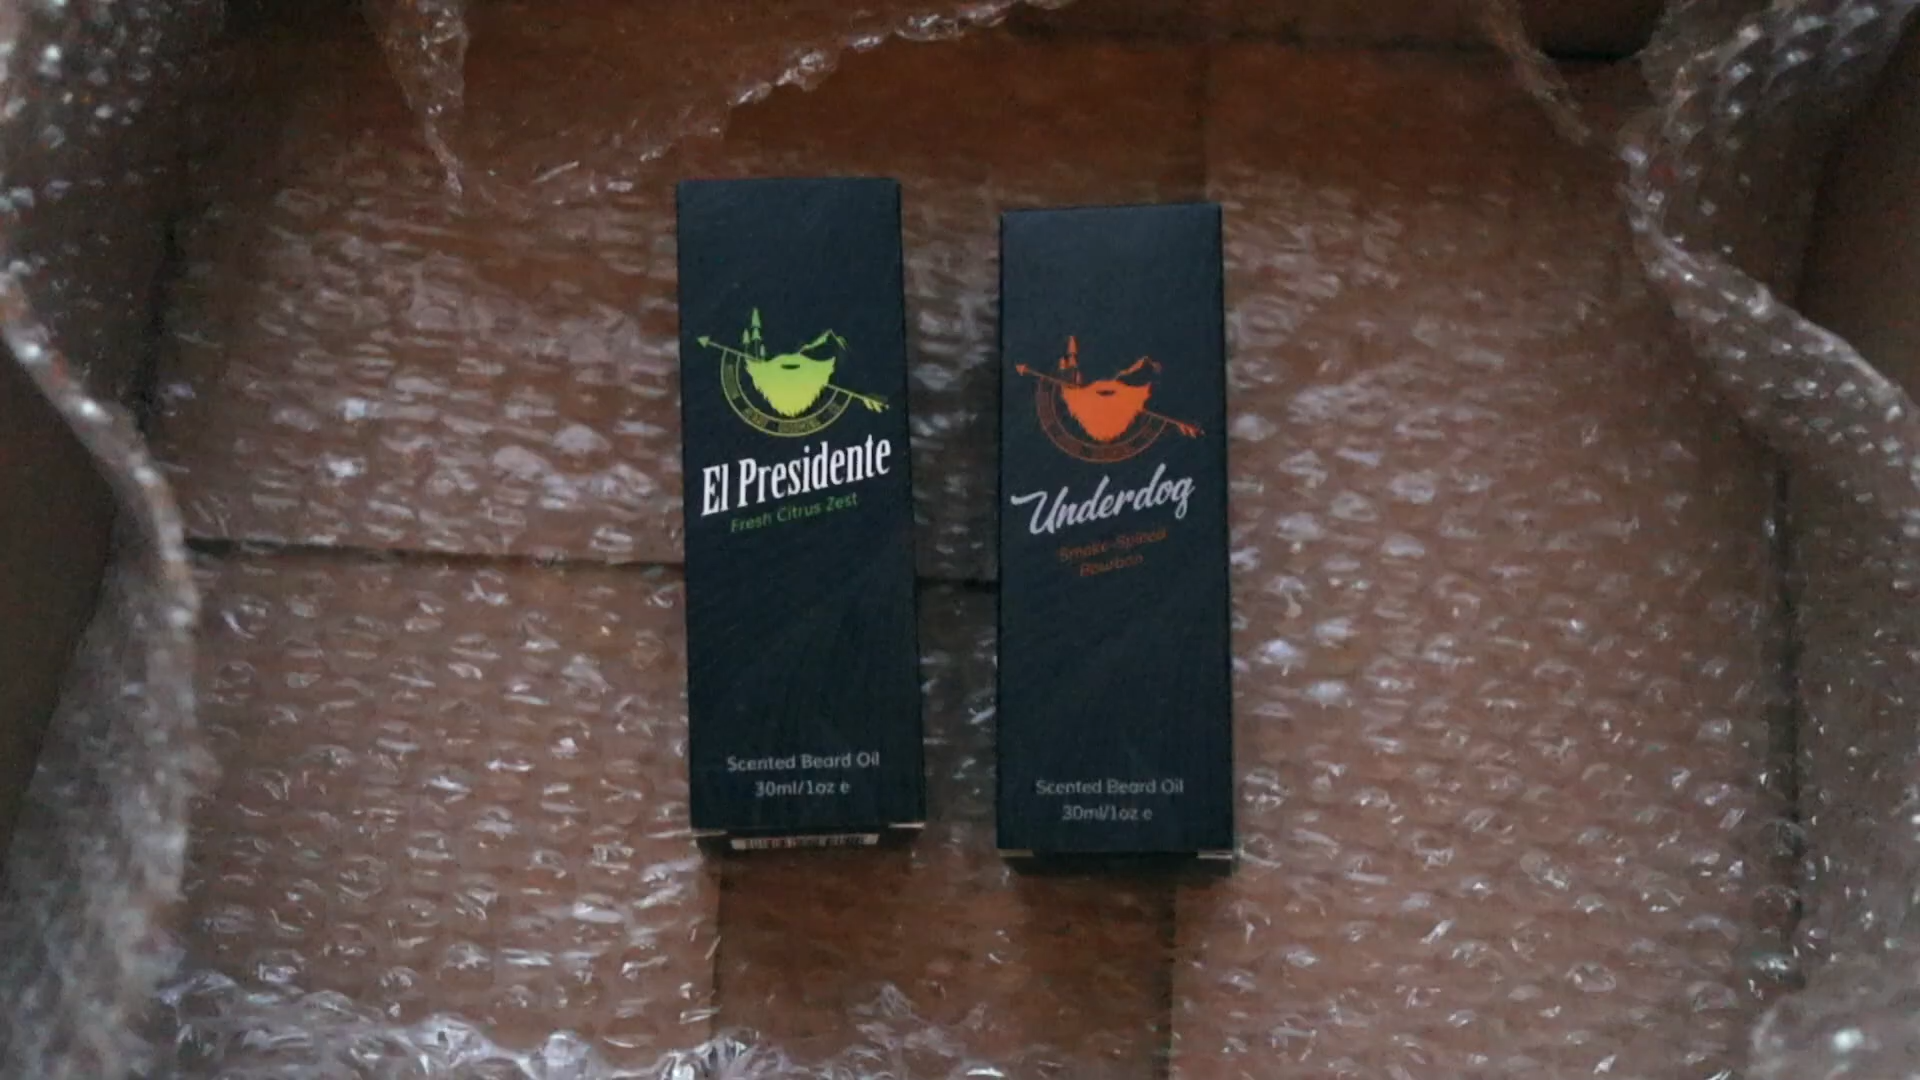 El Presidente
Fresh Citrus Zest
Scented Beard Oil
30ml/1oz e
Underdog
Smoke-Spiced
Bourbon
Scented Beard Oil
30ml/1oz e